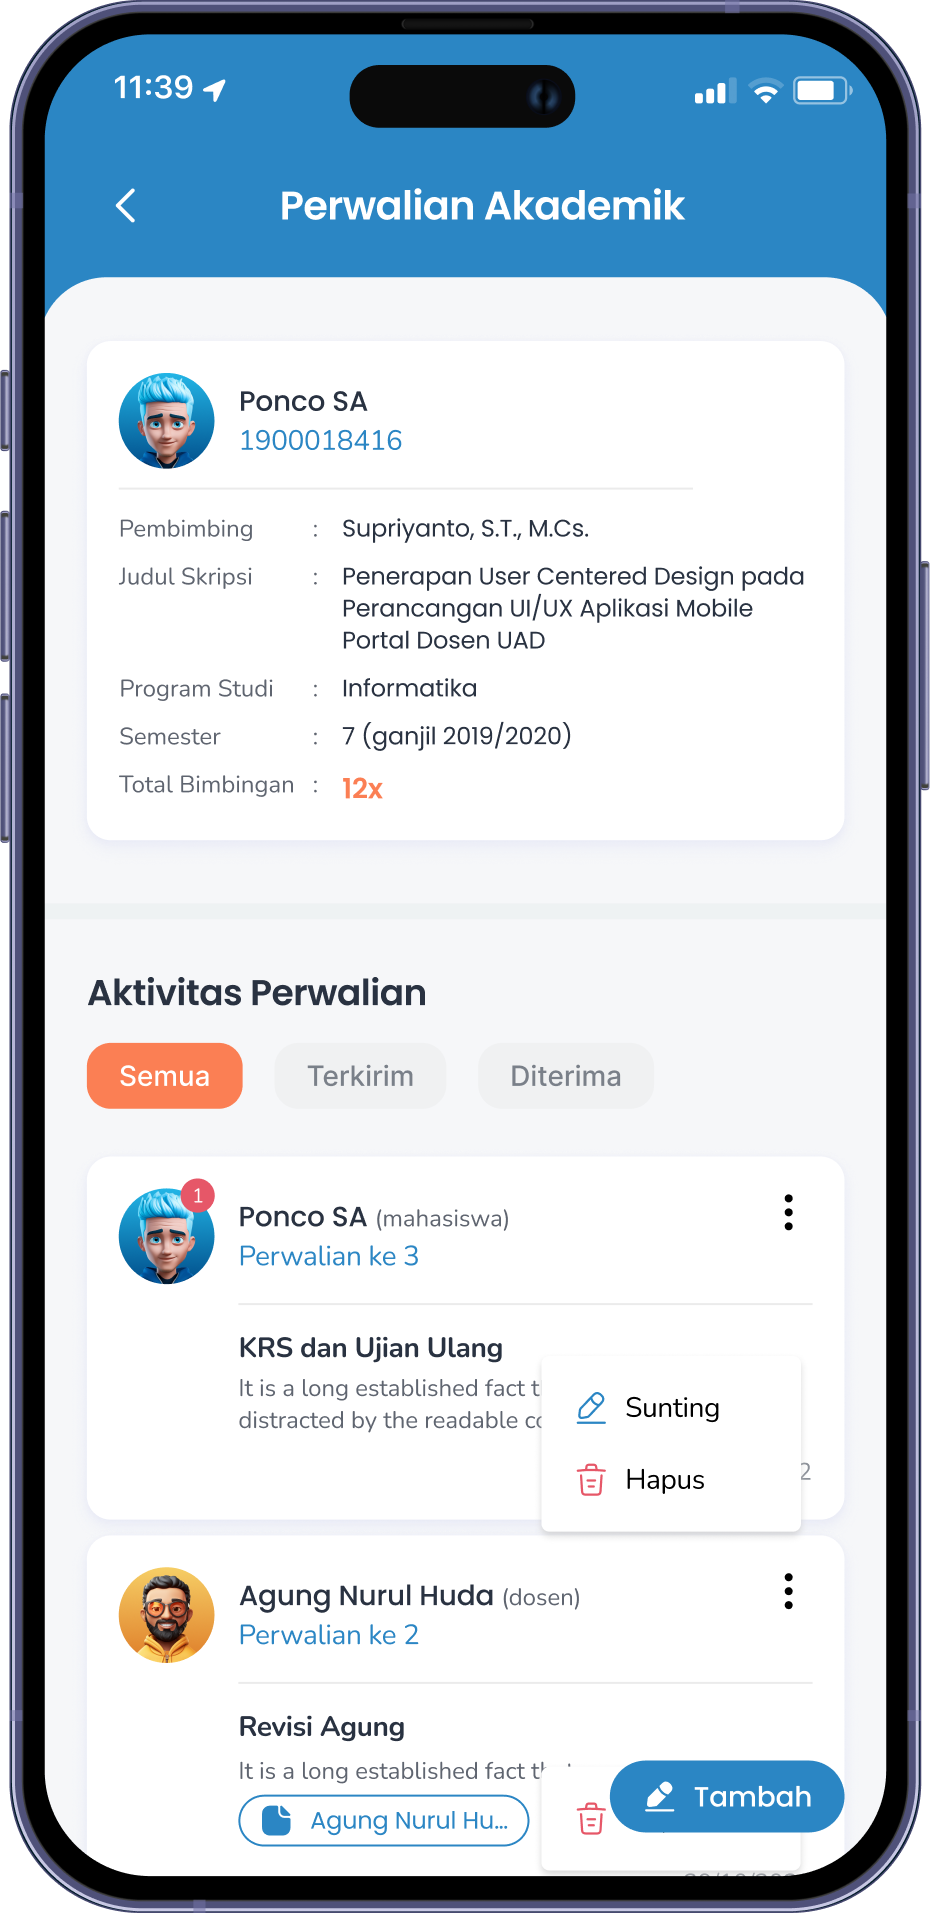 11:39
Perwalian Akademik
Ponco SA
1900018416
Pembimbing : Supriyanto, S.T., M.Cs.
Judul Skripsi : Penerapan User Centered Design pada
Perancangan UI/UX Aplikasi Mobile
Portal Dosen UAD
Program Studi : Informatika
Semester : 7 (ganjil 2019/2020)
Total Bimbingan : 12x
Aktivitas Perwalian
Semua Terkirim Diterima
1
Ponco SA (mahasiswa)
Perwalian ke 3
KRS dan Ujian Ulang
It is a long established fact
distracted by the readable
Sunting
Hapus
2
Agung Nurul Huda (dosen)
Perwalian ke 2
Revisi Agung
It is a long established fact
Tambah
Agung Nurul Hu...